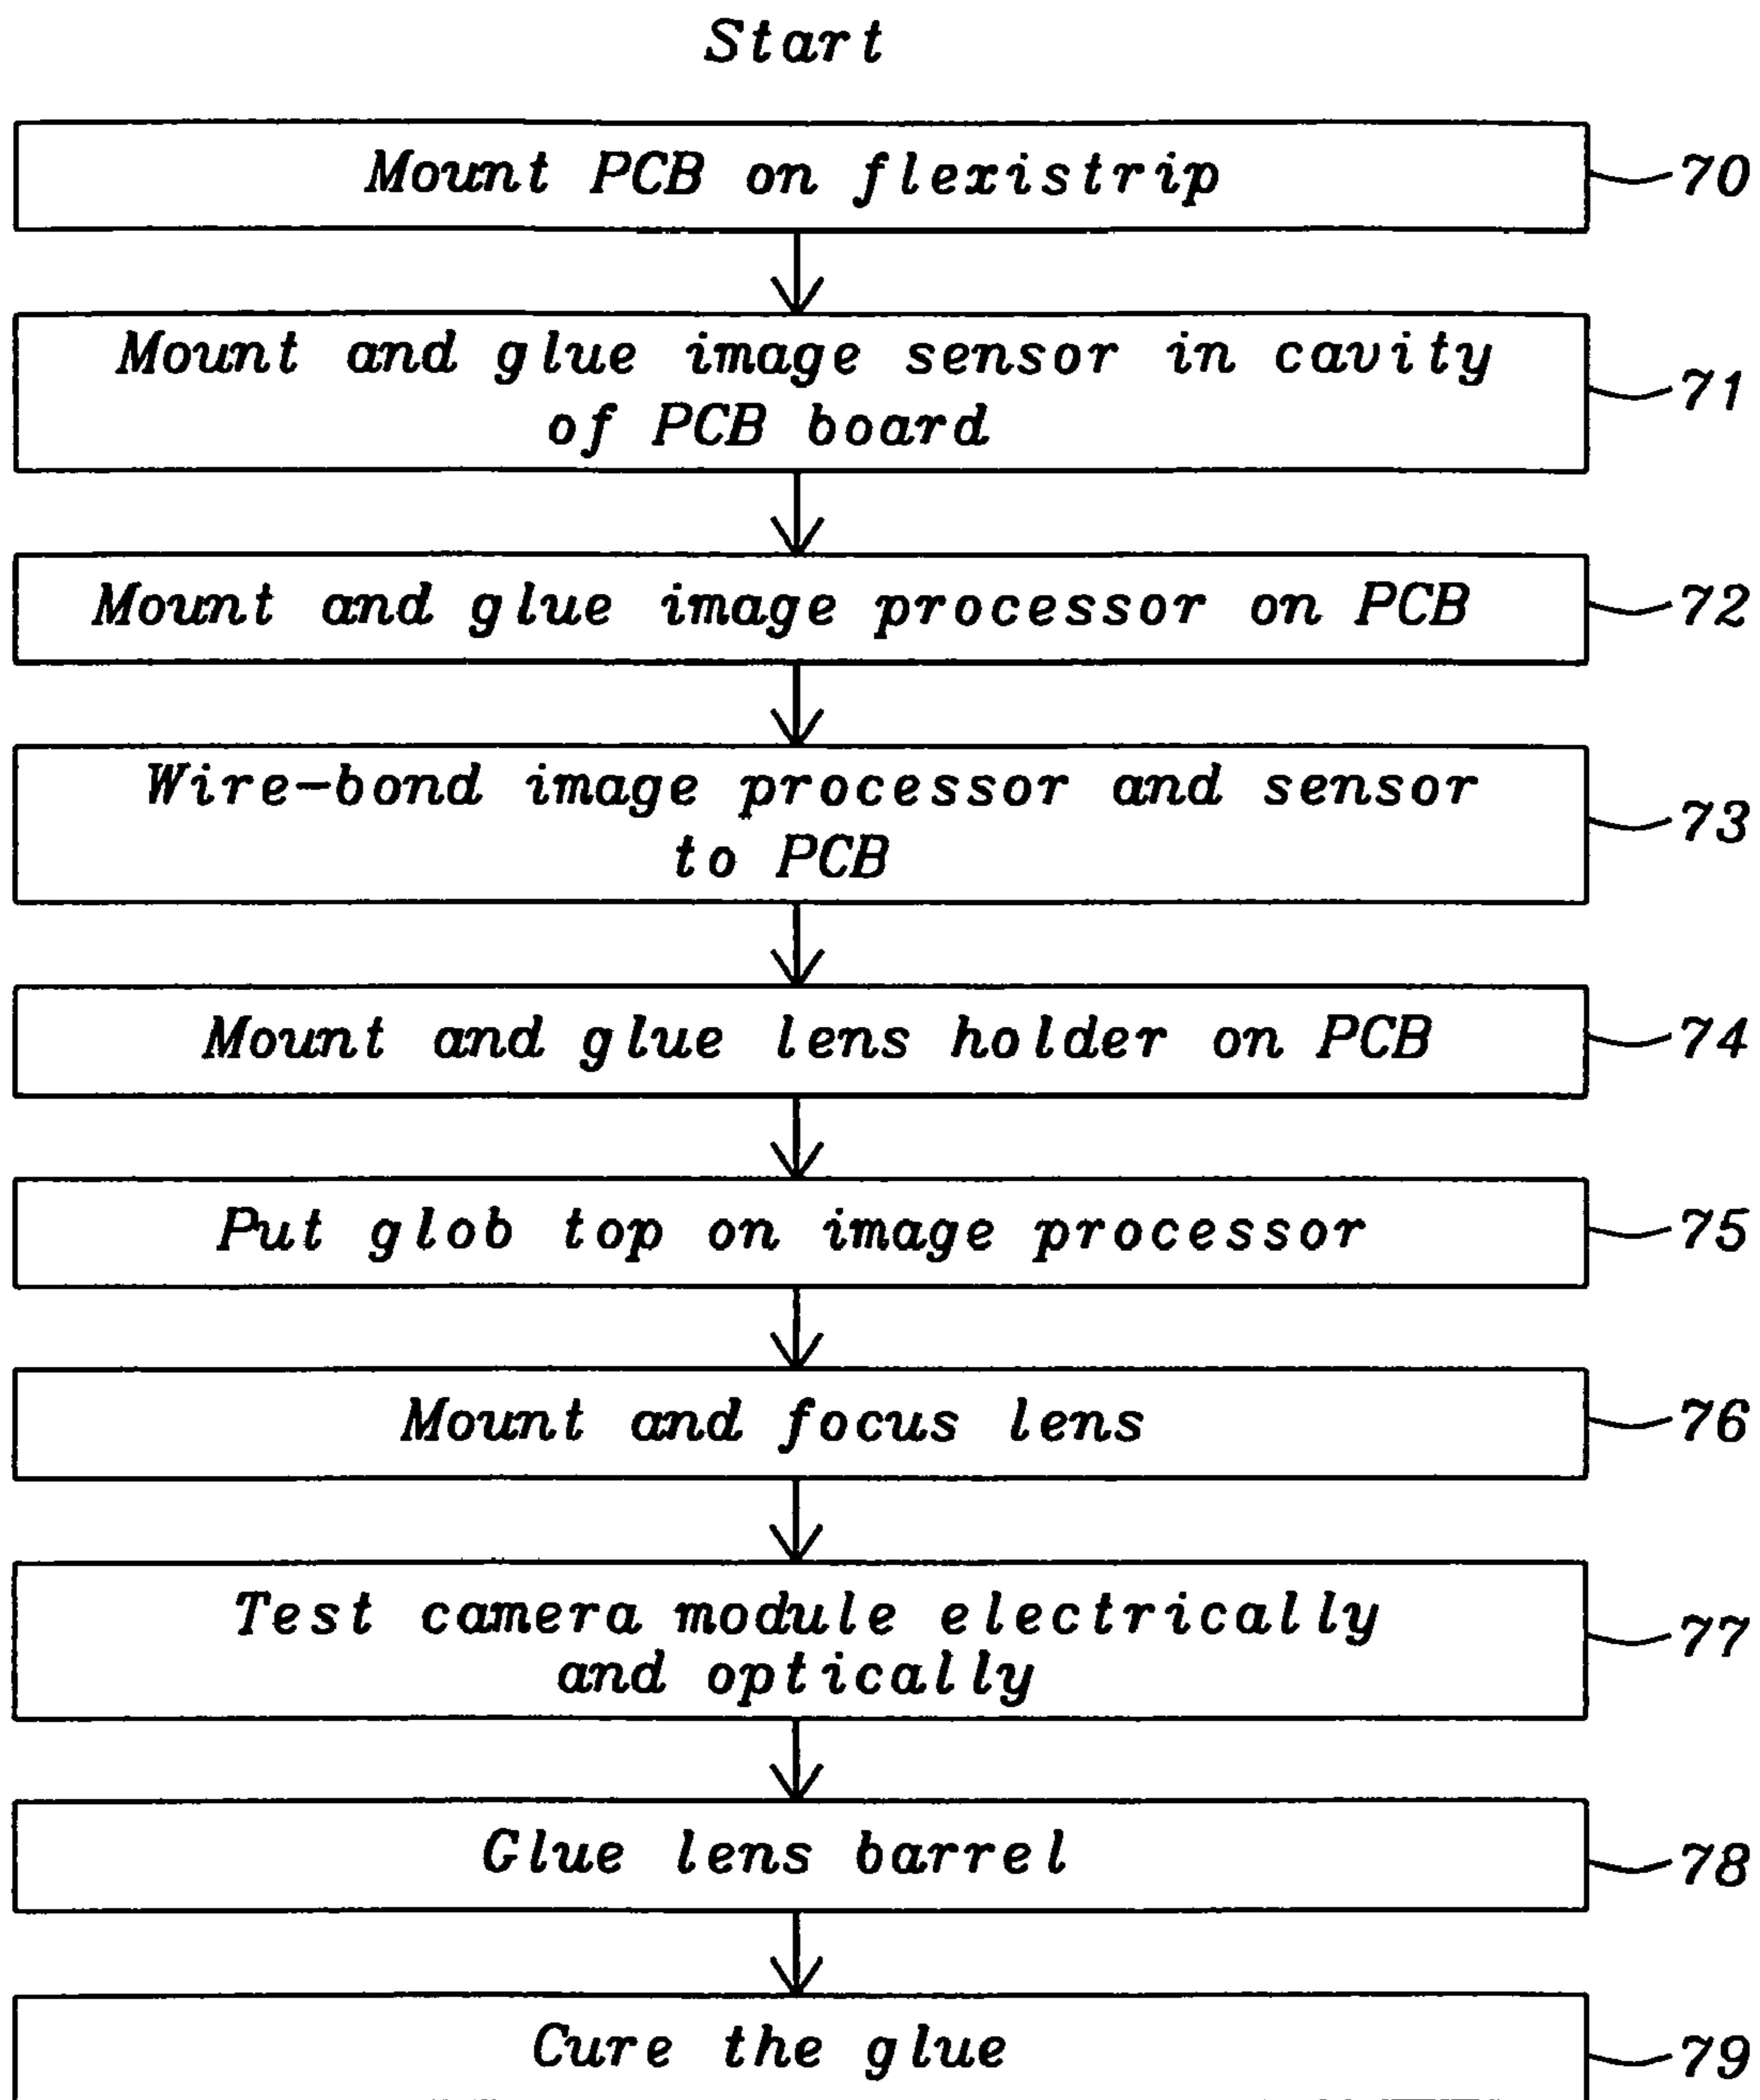 Start
Mount PCB on flexistrip
70
Mount and glue image sensor in cavity
of PCB board
71
Mount and glue image processor on PCB
72
Wire-bond image processor and sensor
to PCB
73
Mount and glue lens holder on PCB
74
Put glob top on image processor
75
Mount and focus lens
76
Test camera module electrically
and optically
77
Glue lens barrel
78
Cure the glue
79